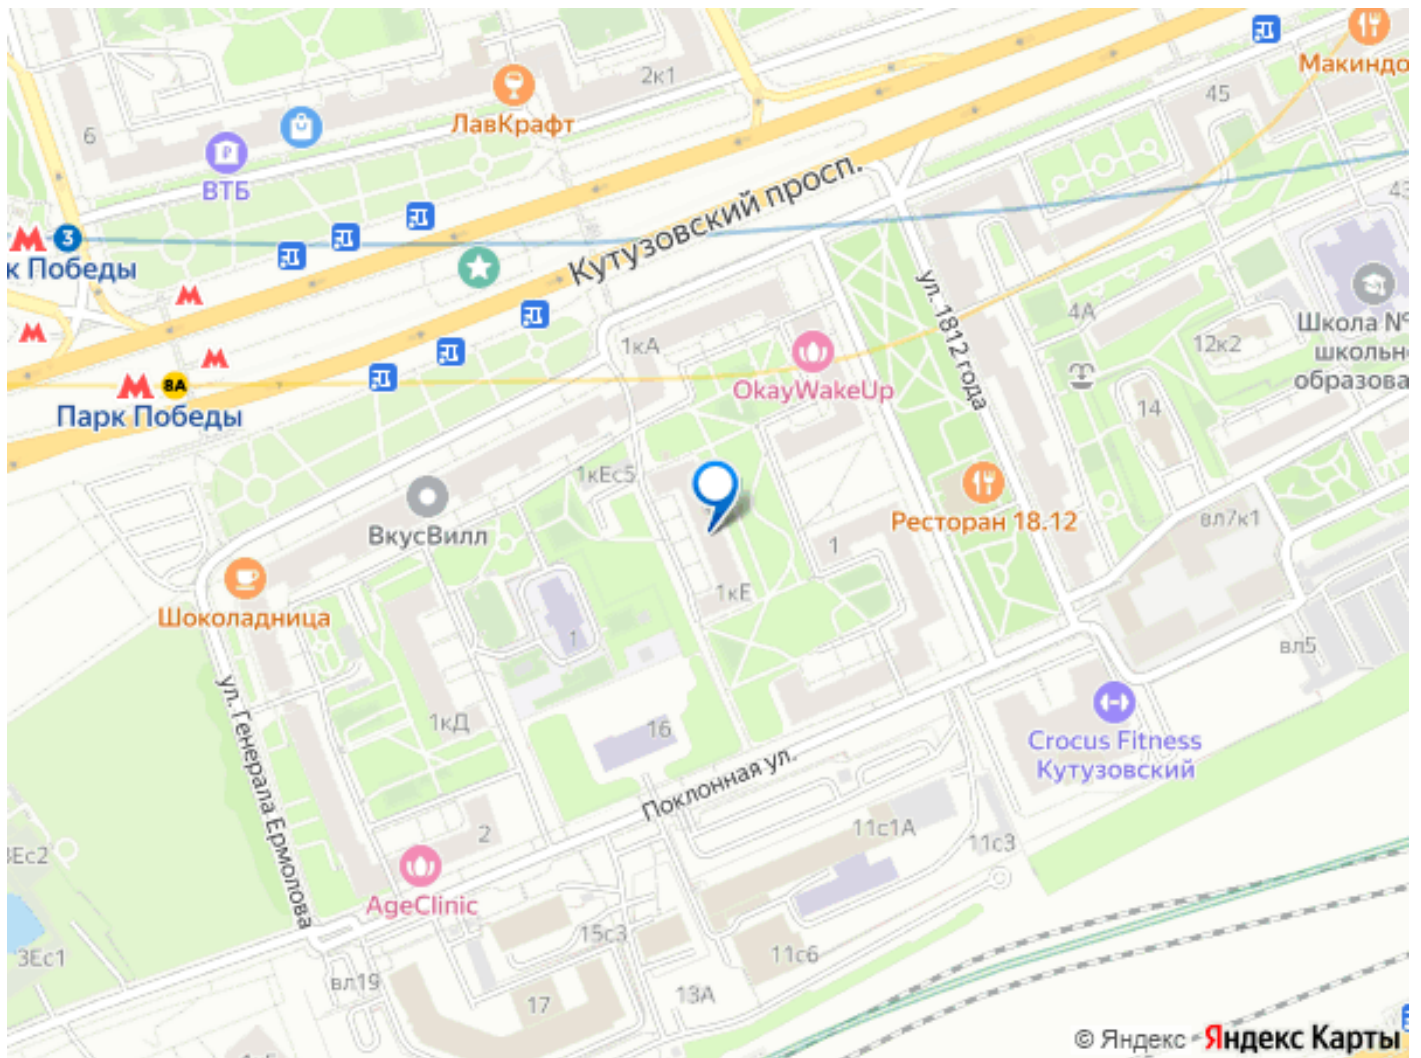 2к1
Макиндо
45
ЛавКрафт
6
ВТБ
Кутузовский просп.
43
3
к Победы
ул. 1812 года
4А
Школа №
школьн
образова
12к2
1кА
OkayWakeUp
8А
Парк Победы
14
1кЕс5
ВкусВилл
Ресторан 18.12
вл7к1
1
1кЕ
Шоколадница
1
вл5
ул. Генерала Ермолова
1кД
16
Crocus Fitness
Кутузовский
Поклонная ул.
2
11с1А
11с3
3Ес2
AgeClinic
15с3
11с6
3Ес1
вл19
17
13А
© Яндекс Яндекс Карты